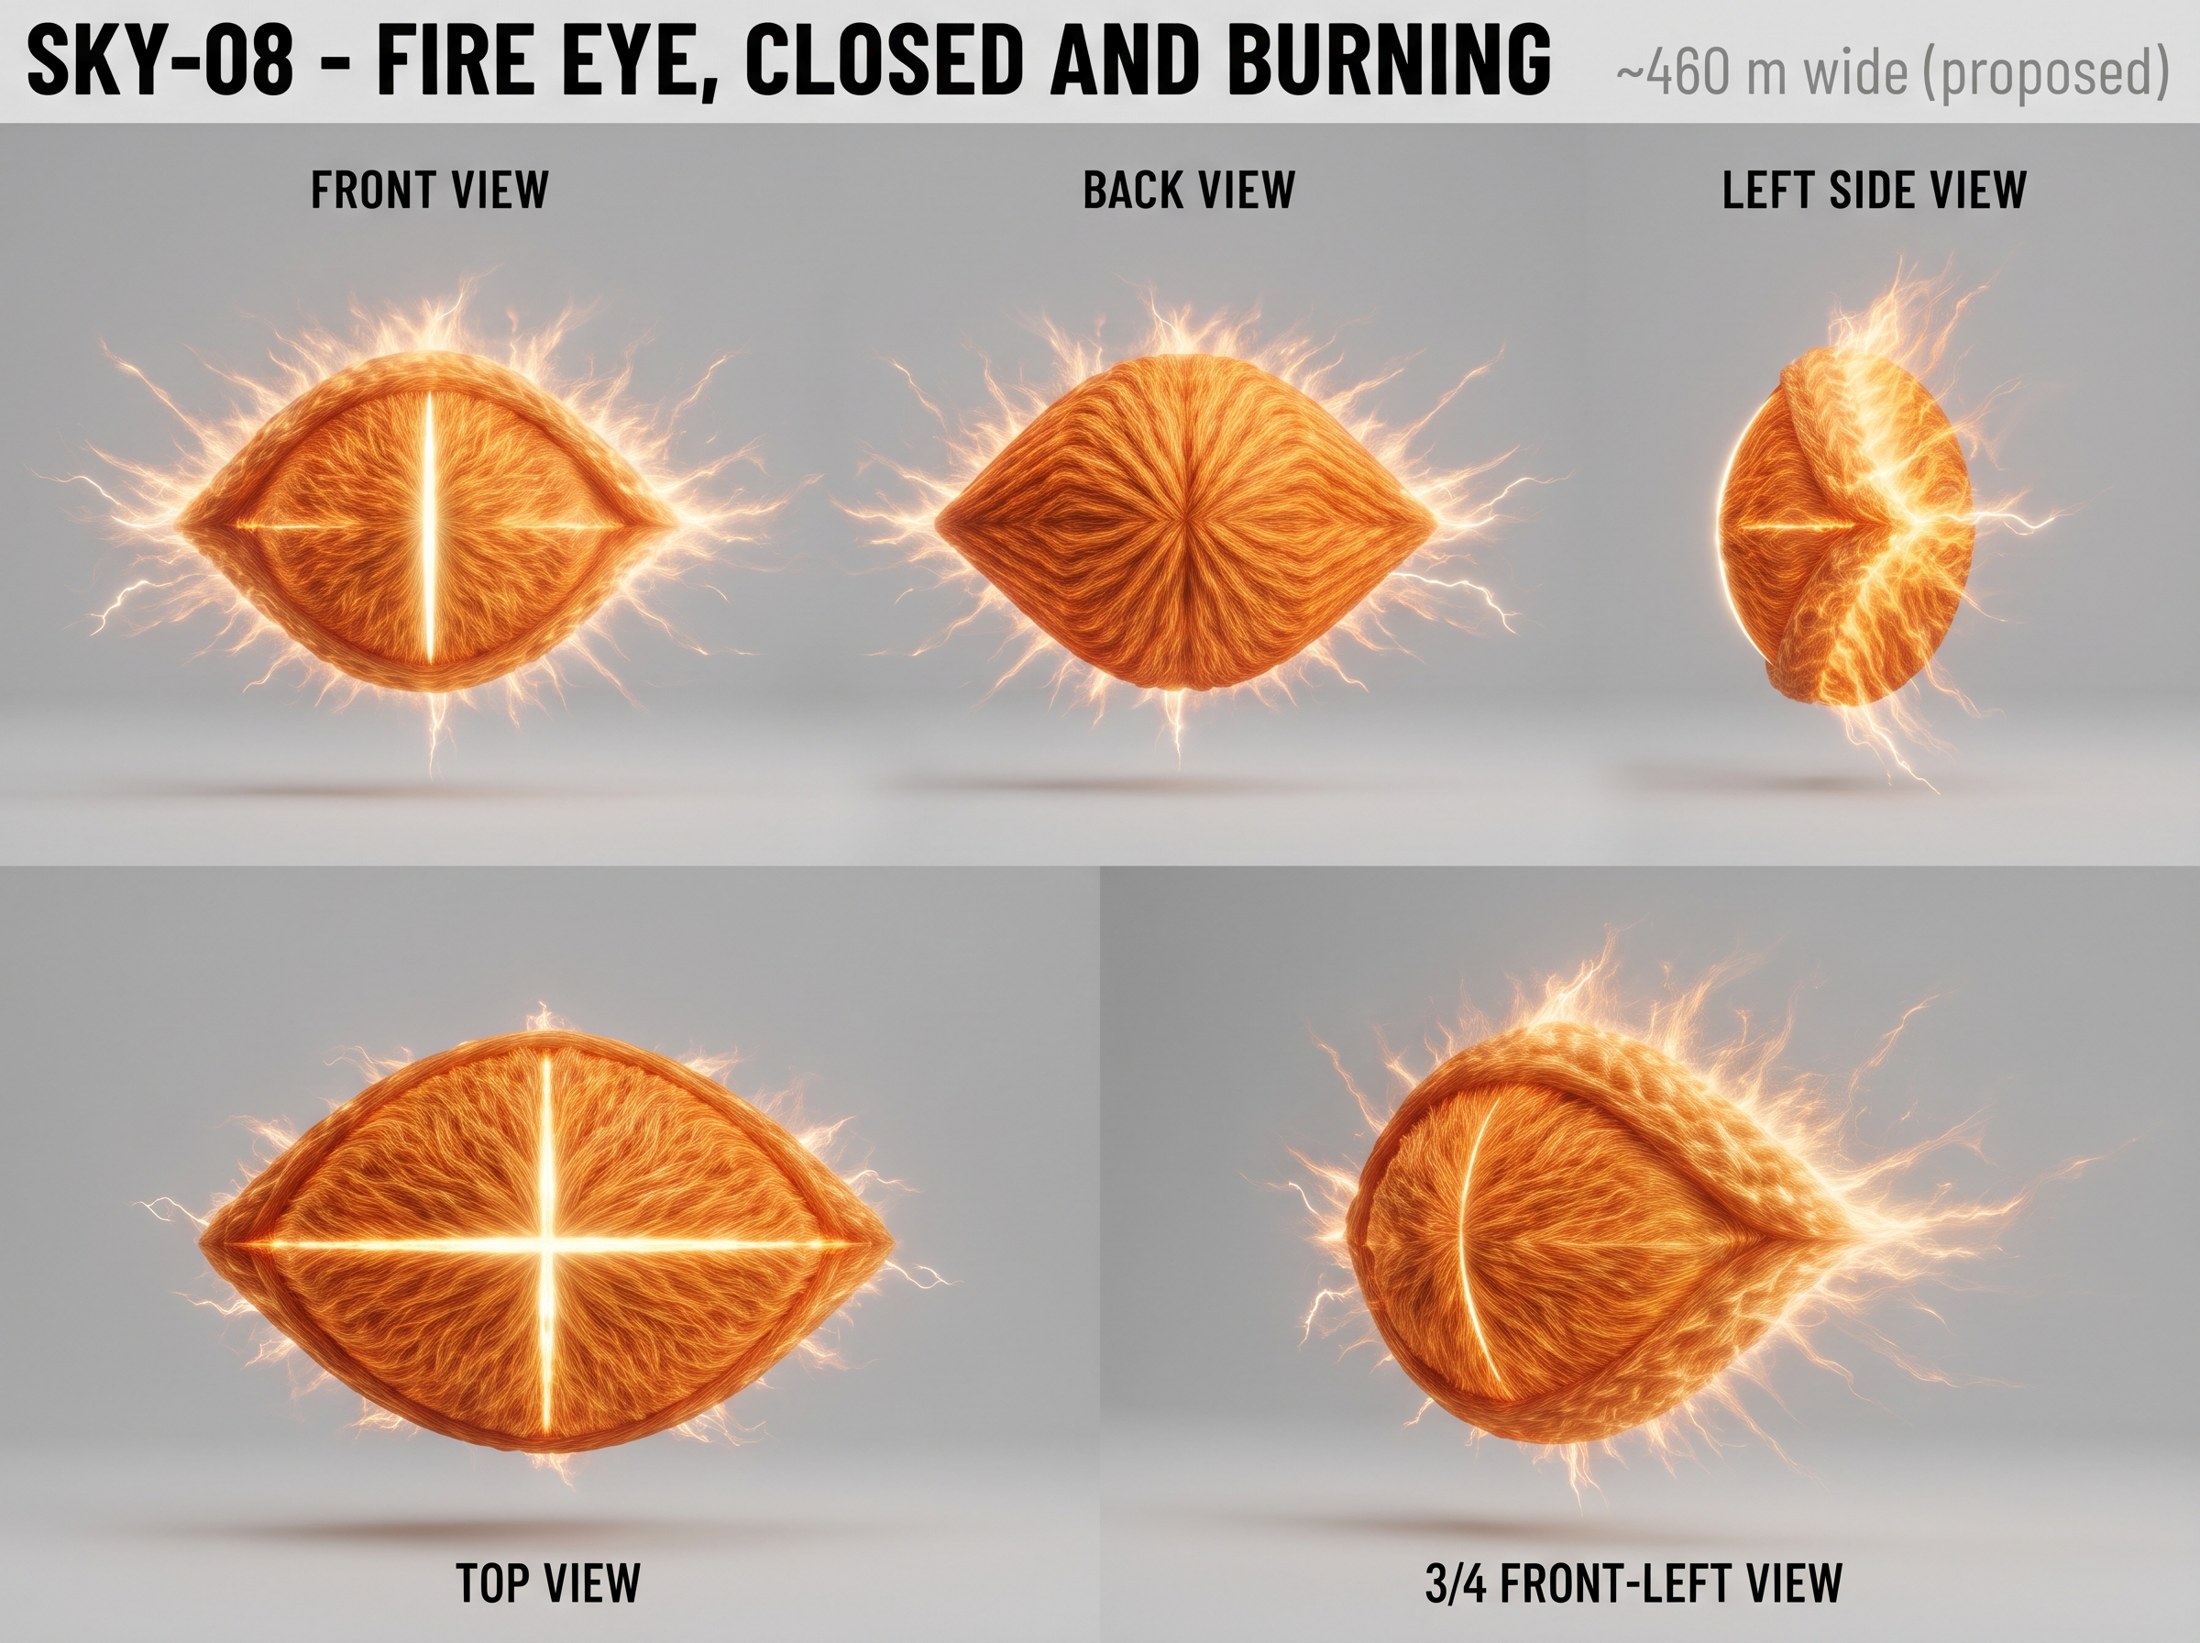 SKY-08 - FIRE EYE, CLOSED AND BURNING ~460 m wide (proposed)
FRONT VIEW
BACK VIEW
LEFT SIDE VIEW
TOP VIEW
3/4 FRONT-LEFT VIEW